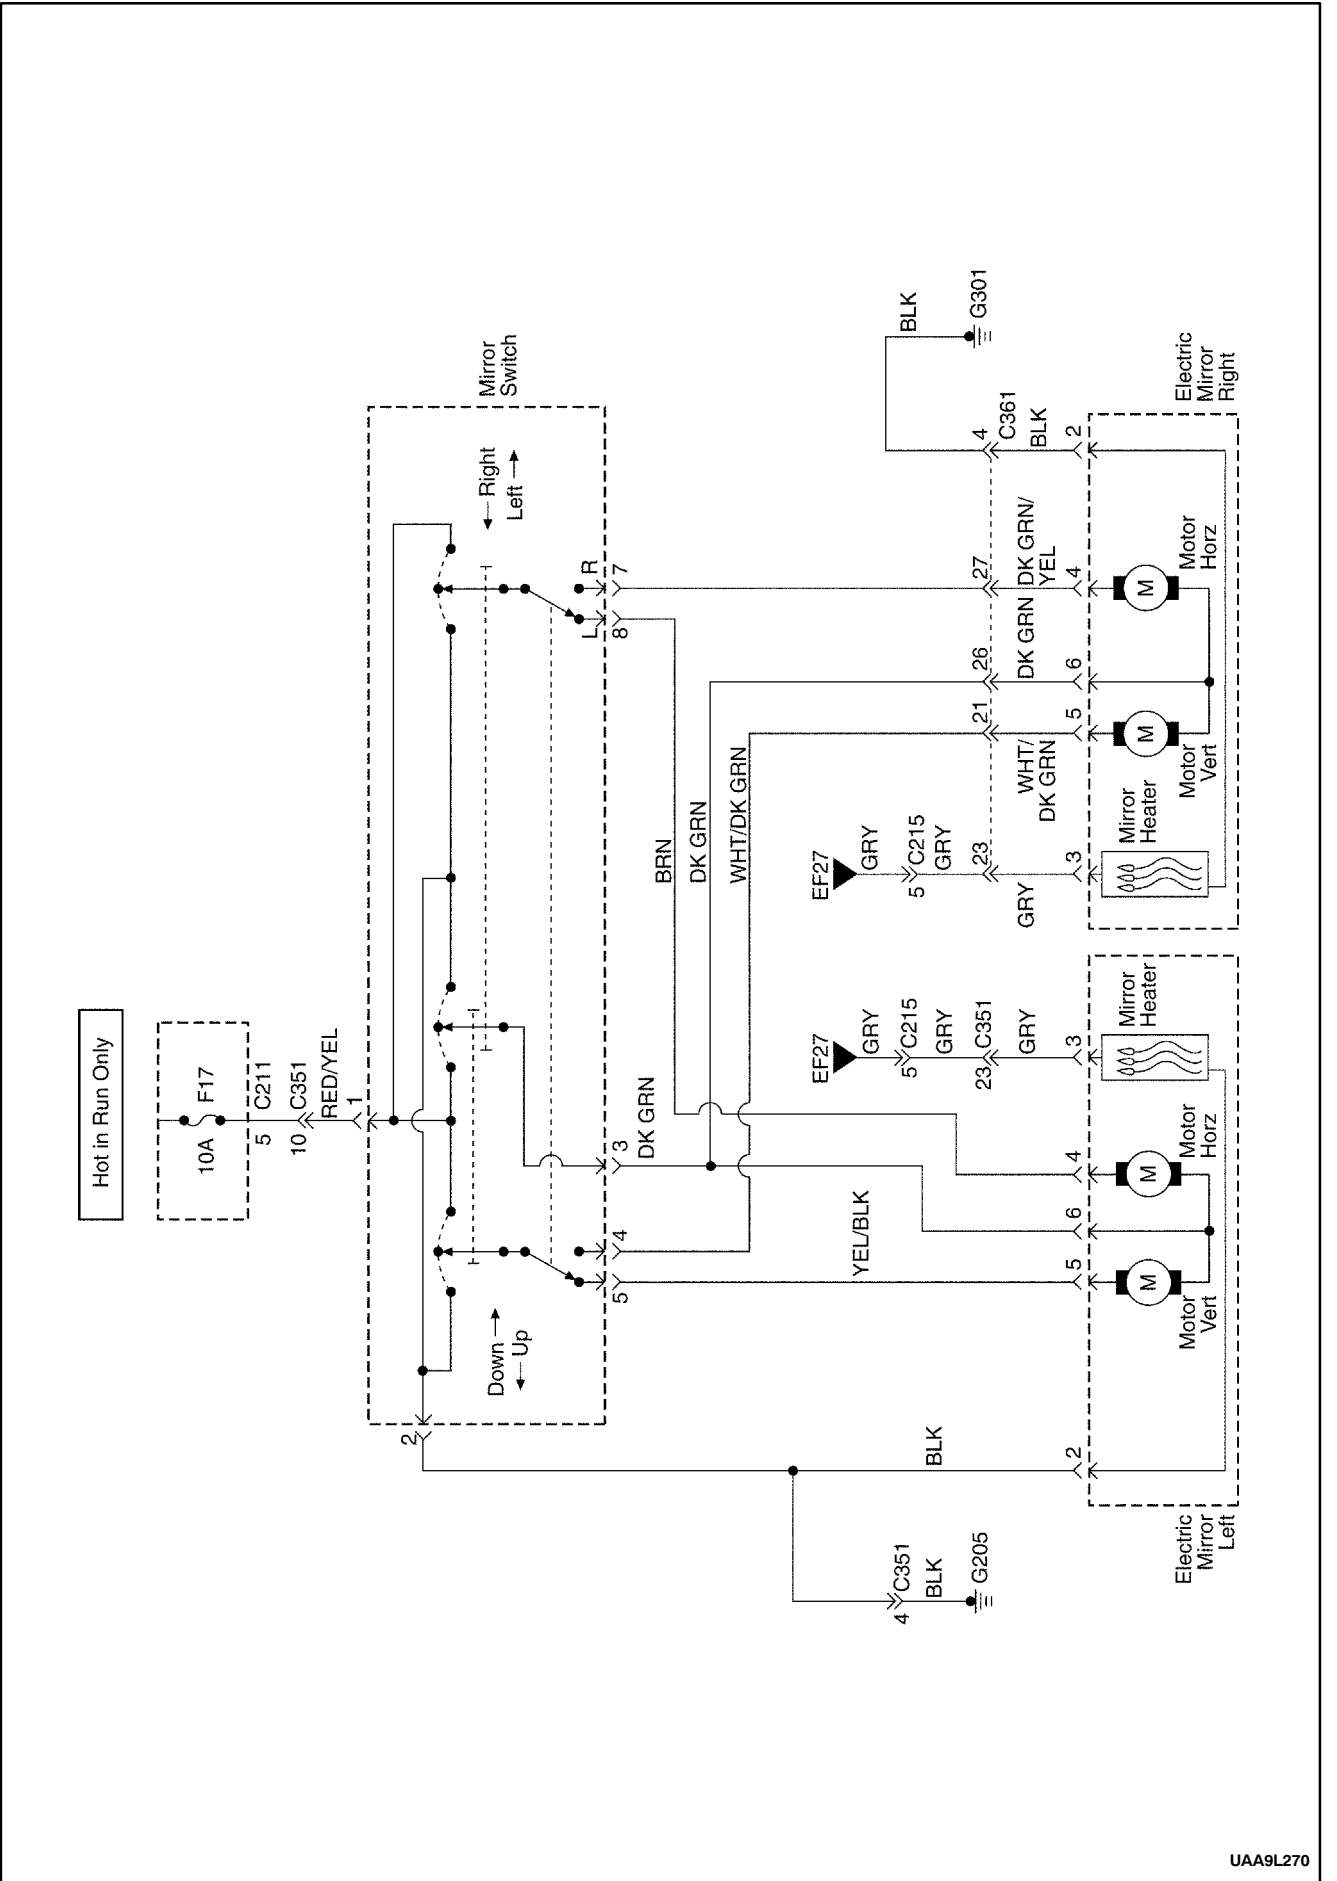 Hot in Run Only
10A
F17
5
C211
10
C351
RED/YEL
1
Mirror
Switch
Right
Left
Down
Up
L
R
2
5
4
3
8
7
DK GRN
BRN
DK GRN
WHT/DK GRN
YEL/BLK
BLK
4
C351
BLK
G205
EF27
GRY
5
C215
GRY
23
C351
GRY
EF27
GRY
5
C215
GRY
23
GRY
21
WHT/
DK GRN
26
DK GRN
27
DK GRN/
YEL
4
C361
BLK
BLK
G301
2
5
6
4
3
3
5
6
4
2
Electric
Mirror
Left
Motor
Vert
M
Motor
Horz
M
Mirror
Heater
Mirror
Heater
Motor
Vert
M
Motor
Horz
M
Electric
Mirror
Right
UAA9L270